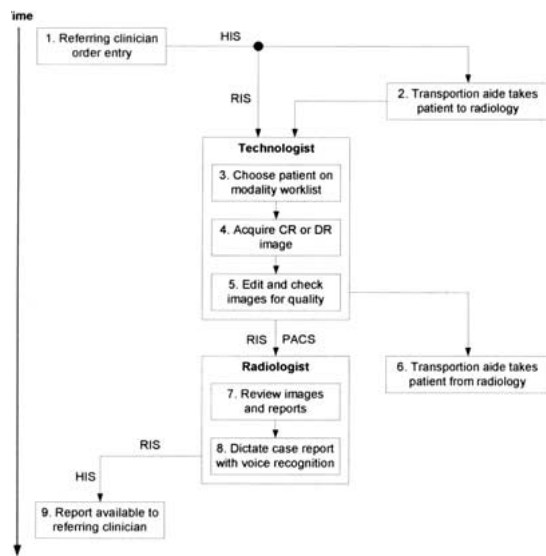 ime
1. Referring clinician
order entry
HIS
RIS
2. Transportion aide takes
patient to radiology
Technologist
3. Choose patient on
modality worklist
4. Acquire CR or DR
image
5. Edit and check
images for quality
RIS PACS
6. Transportion aide takes
patient from radiology
Radiologist
7. Review images
and reports
8. Dictate case report
with voice recognition
RIS
HIS
9. Report available to
referring clinician